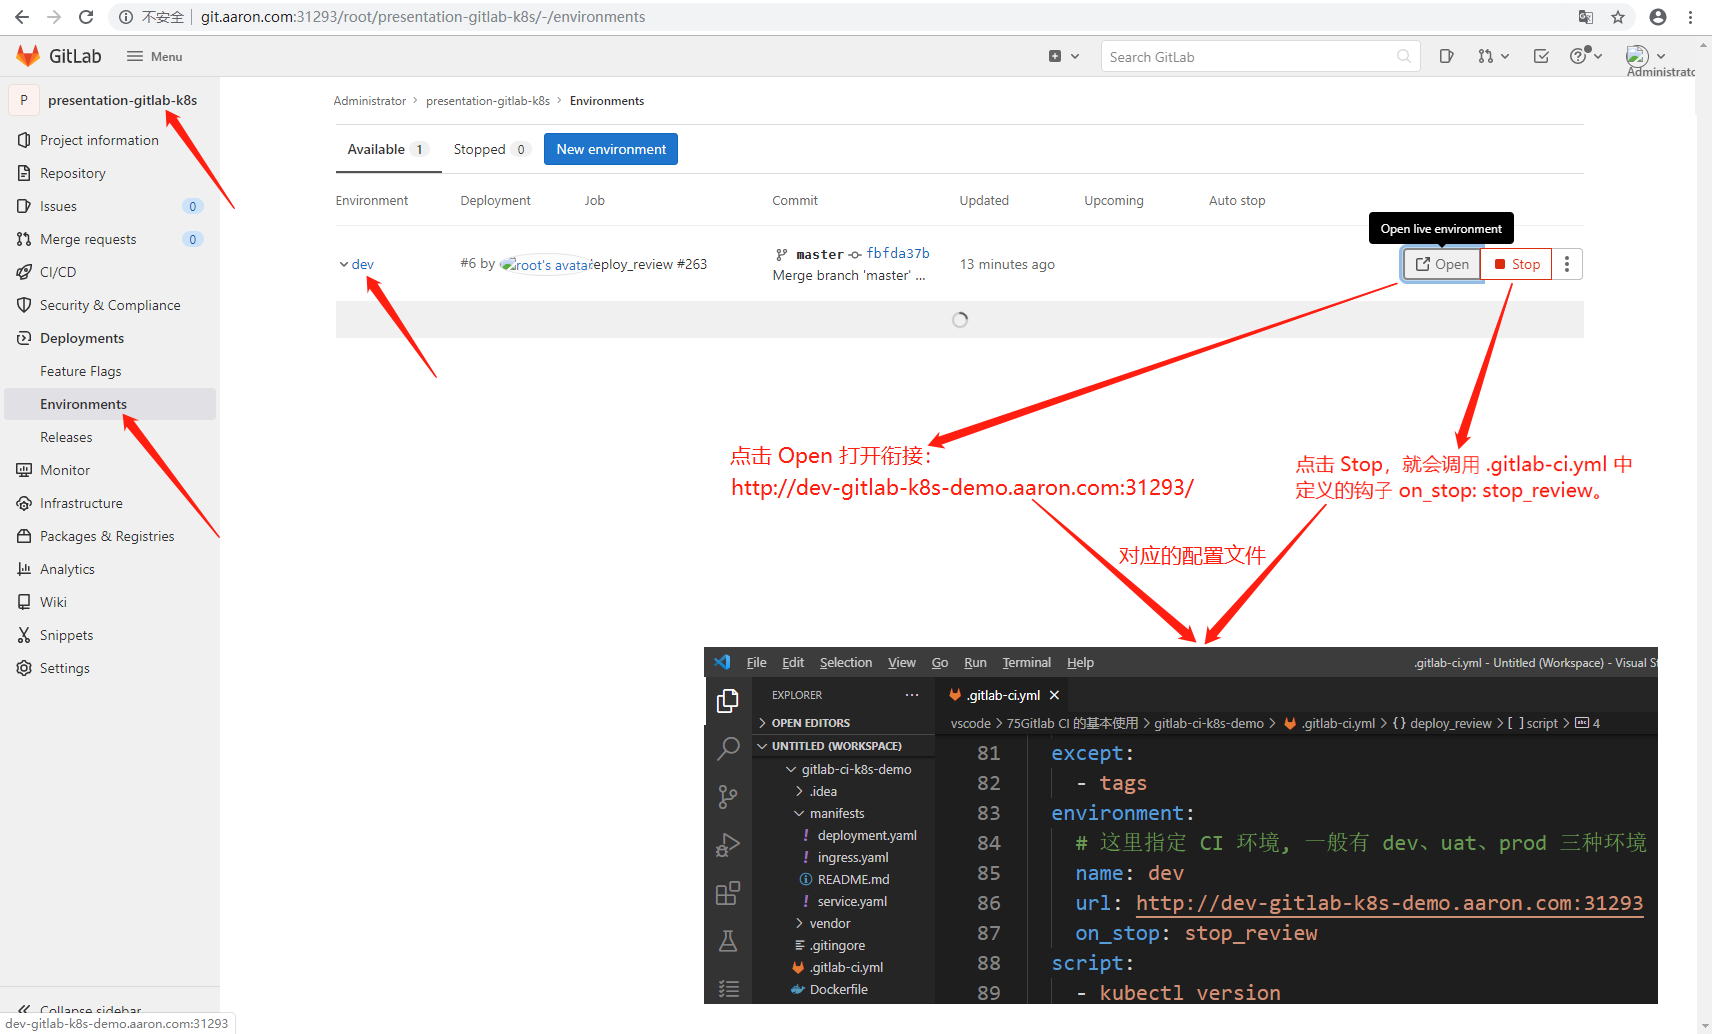 不安全 git.aaron.com:31293/root/presentation-gitlab-k8s/-/environments
GitLab Menu Search GitLab
Administrato
P presentation-gitlab-k8s
Project information
Repository
Issues 0
Merge requests 0
CI/CD
Security & Compliance
Deployments
Feature Flags
Environments
Releases
Monitor
Infrastructure
Packages & Registries
Analytics
Wiki
Snippets
Settings
Collapse sidebar
dev-gitlab-k8s-demo.aaron.com:31293
Administrator > presentation-gitlab-k8s > Environments
Available 1 Stopped 0 New environment
Environment Deployment Job Commit Updated Upcoming Auto stop
Open live environment
dev #6 by root's avatar eploy_review #263 master fbfda37b 13 minutes ago Open Stop
Merge branch 'master' ...
点击 Open 打开衔接：
http://dev-gitlab-k8s-demo.aaron.com:31293/
点击 Stop，就会调用 .gitlab-ci.yml 中
定义的钩子 on_stop: stop_review。
对应的配置文件
File Edit Selection View Go Run Terminal Help .gitlab-ci.yml - Untitled (Workspace) - Visual St
EXPLORER ...
OPEN EDITORS
UNTITLED (WORKSPACE)
gitlab-ci-k8s-demo
.idea
manifests
! deployment.yaml
! ingress.yaml
README.md
! service.yaml
vendor
.gitingore
.gitlab-ci.yml
Dockerfile
.gitlab-ci.yml ×
vscode > 75Gitlab CI 的基本使用 > gitlab-ci-k8s-demo > .gitlab-ci.yml > {} deploy_review > [ ] script > abc 4
81 except:
82 - tags
83 environment:
84 # 这里指定 CI 环境, 一般有 dev、uat、prod 三种环境
85 name: dev
86 url: http://dev-gitlab-k8s-demo.aaron.com:31293
87 on_stop: stop_review
88 script:
89 - kubectl version